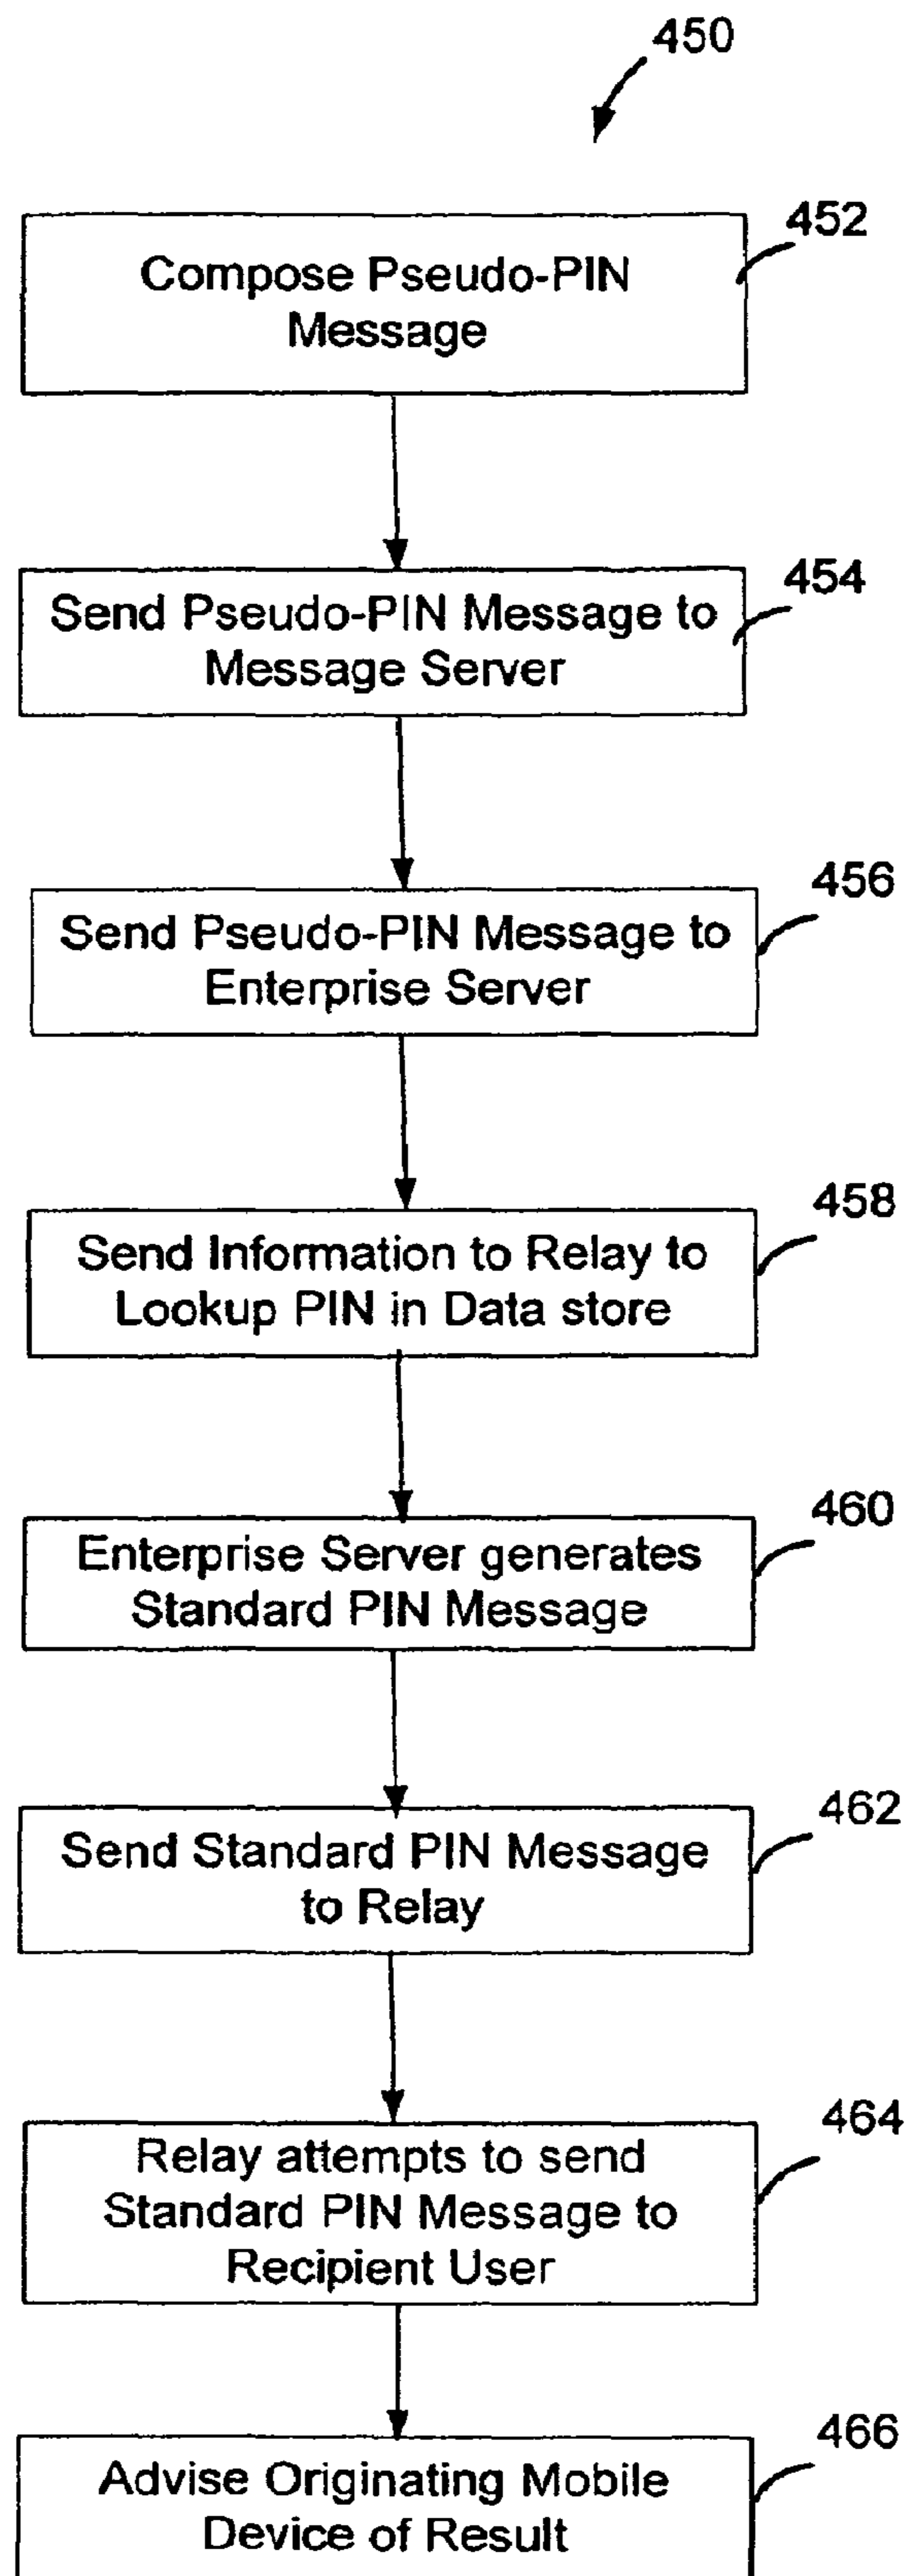 450
452
Compose Pseudo-PIN
Message
454
Send Pseudo-PIN Message to
Message Server
456
Send Pseudo-PIN Message to
Enterprise Server
458
Send Information to Relay to
Lookup PIN in Data store
460
Enterprise Server generates
Standard PIN Message
462
Send Standard PIN Message
to Relay
464
Relay attempts to send
Standard PIN Message to
Recipient User
466
Advise Originating Mobile
Device of Result